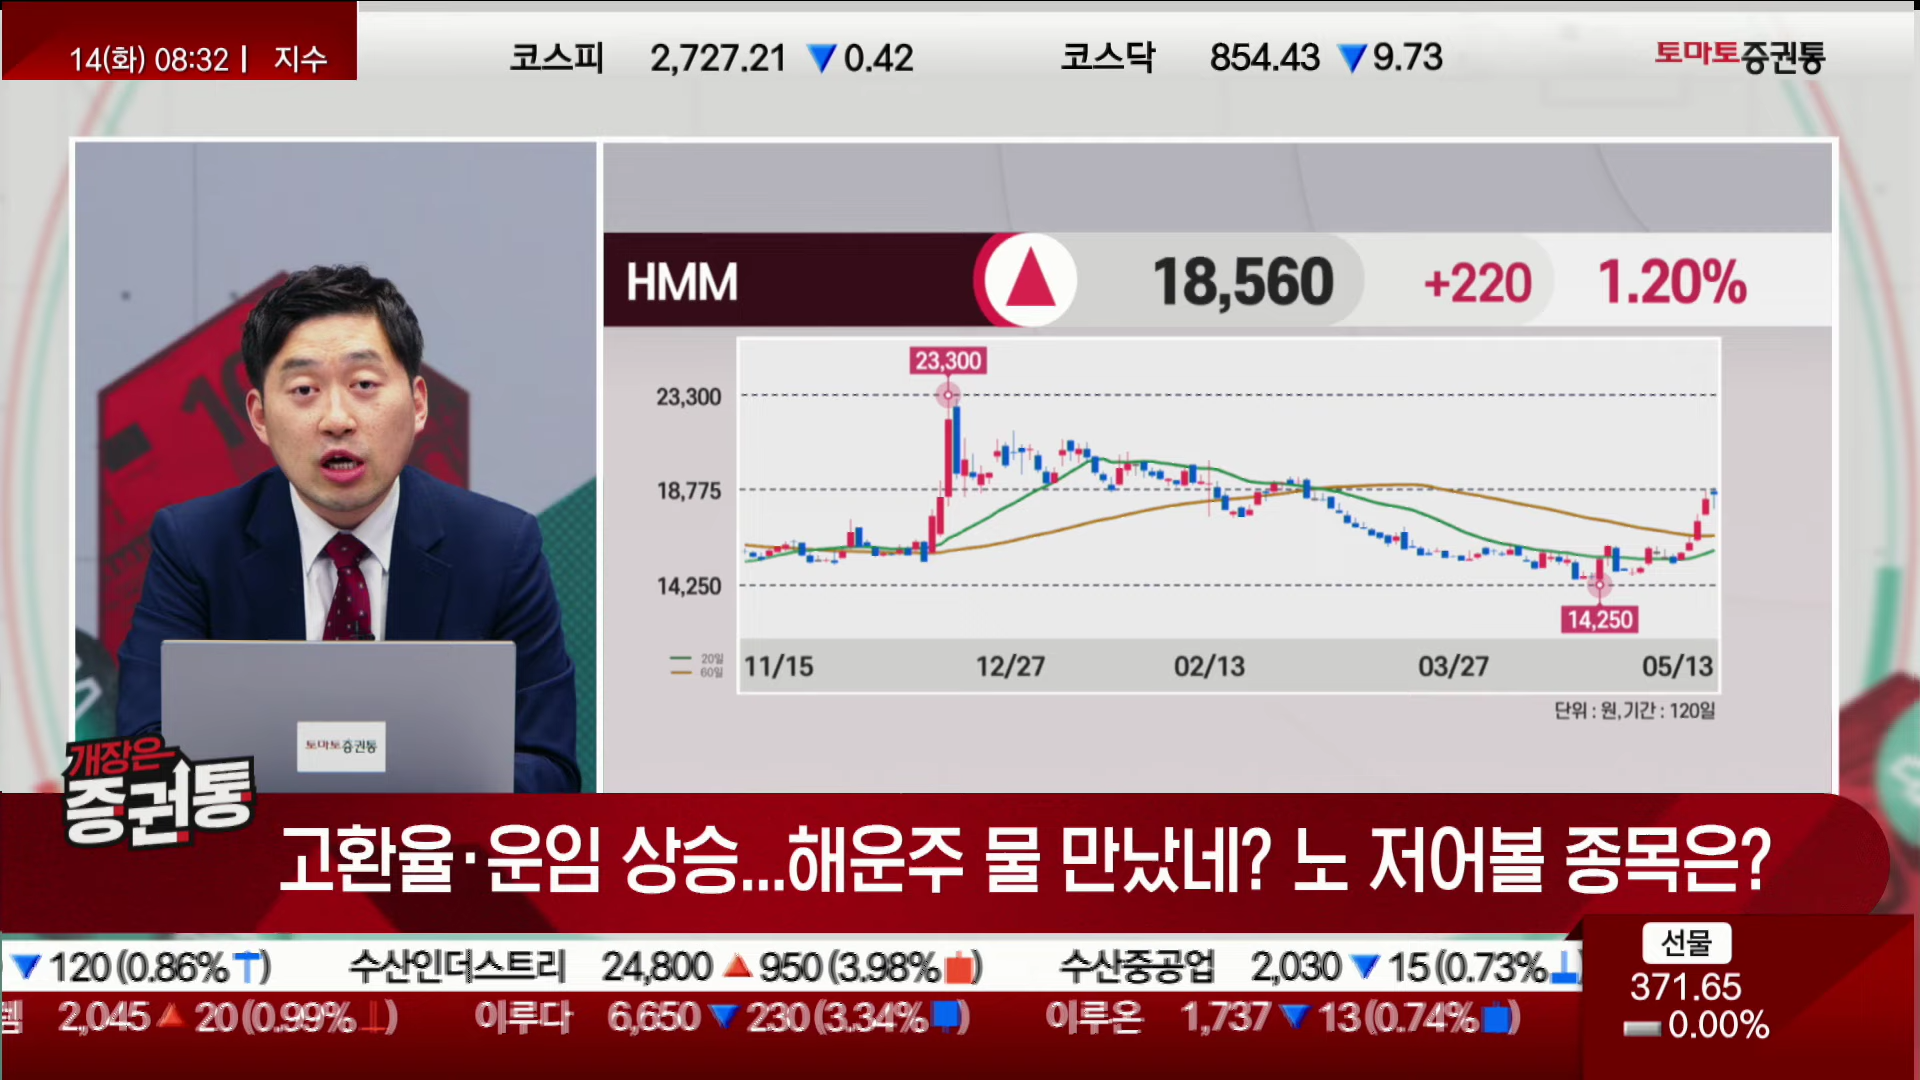 14(화) 08:32 | 지수
코스피 2,727.21 ▼0.42
코스닥 854.43 ▼9.73
토마토증권통
HMM ▲ 18,560 +220 1.20%
23,300
23,300
18,775
14,250
14,250
20일
60일
11/15 12/27 02/13 03/27 05/13
단위 : 원, 기간 : 120일
토마토증권통
개장은
증권통
고환율·운임 상승...해운주 물 만났네? 노 저어볼 종목은?
▼120(0.86%) 수산인더스트리 24,800▲950(3.98%) 수산중공업 2,030▼15(0.73%
2,045▲20(0.99%) 이루다 6,650▼230(3.34%) 이루온 1,737▼13(0.74%)
선물
371.65
0.00%